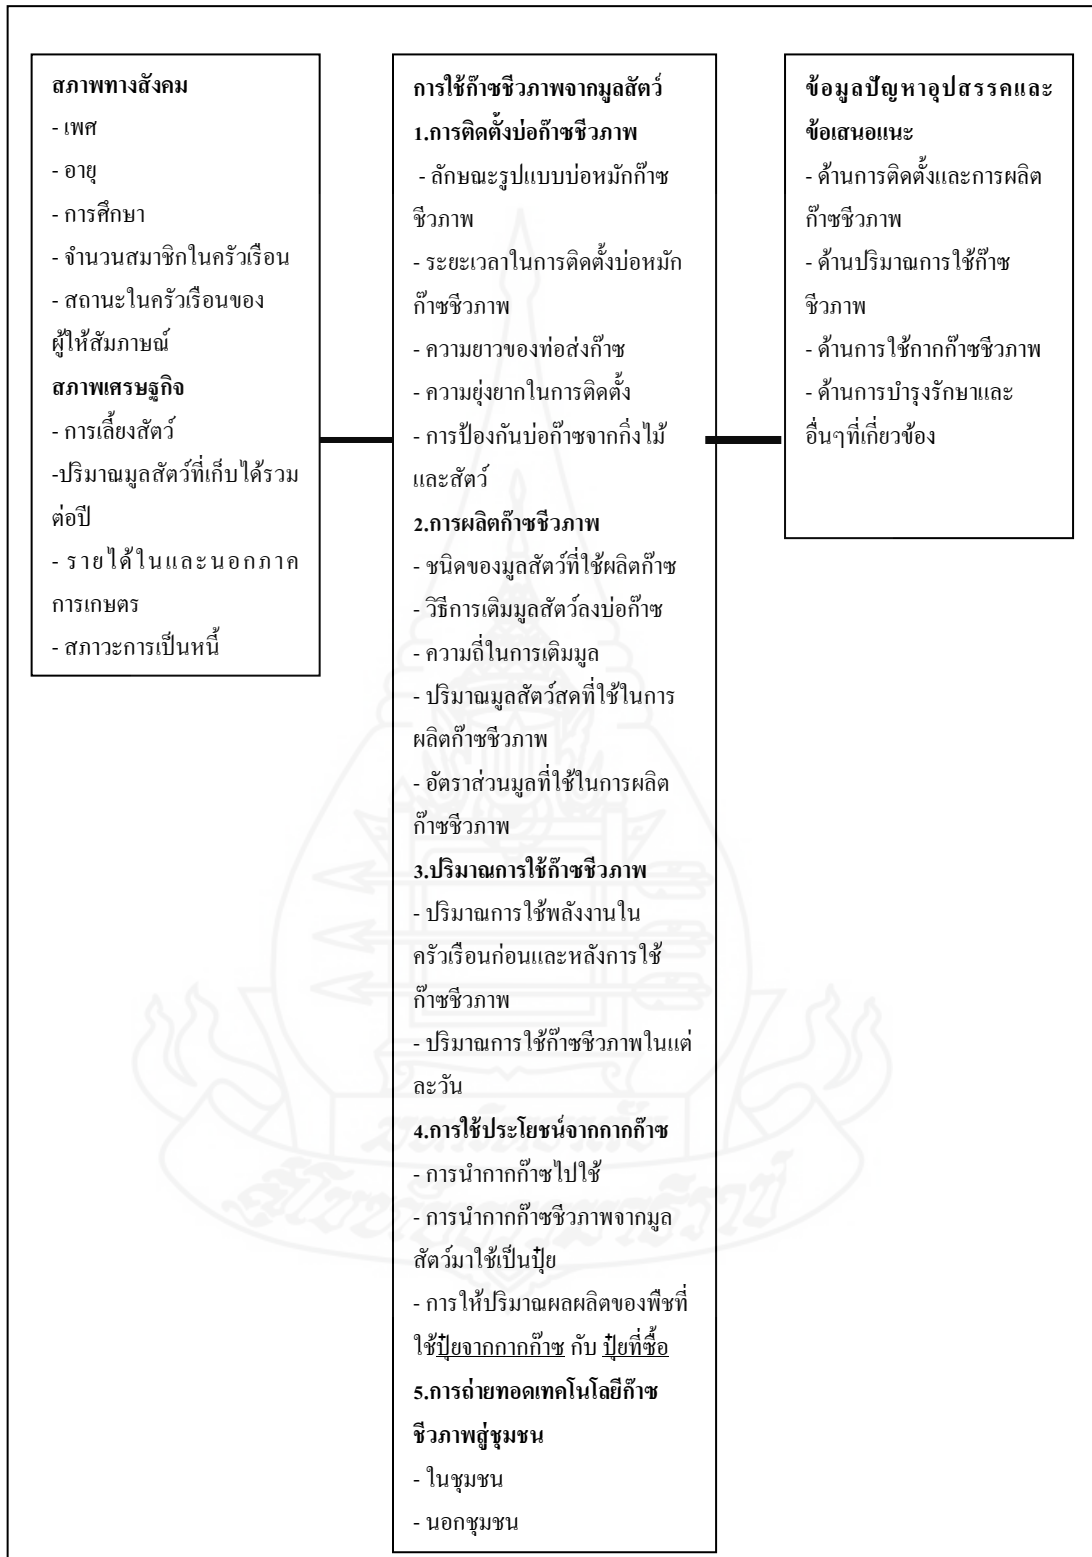 สภาพทางสังคม
- เพศ
- อายุ
- การศึกษา
- จำนวนสมาชิกในครัวเรือน
- สถานะในครัวเรือนของ
ผู้ให้สัมภาษณ์
สภาพเศรษฐกิจ
- การเลี้ยงสัตว์
-ปริมาณมูลสัตว์ที่เก็บได้รวม
ต่อปี
- รายได้ในและนอกภาค
การเกษตร
- สภาวะการเป็นหนี้
การใช้ก๊าซชีวภาพจากมูลสัตว์
1.การติดตั้งบ่อก๊าซชีวภาพ
- ลักษณะรูปแบบบ่อหมักก๊าซ
ชีวภาพ
- ระยะเวลาในการติดตั้งบ่อหมัก
ก๊าซชีวภาพ
- ความยาวของท่อส่งก๊าซ
- ความยุ่งยากในการติดตั้ง
- การป้องกันบ่อก๊าซจากกิ่งไม้
และสัตว์
2.การผลิตก๊าซชีวภาพ
- ชนิดของมูลสัตว์ที่ใช้ผลิตก๊าซ
- วิธีการเติมมูลสัตว์ลงบ่อก๊าซ
- ความถี่ในการเติมมูล
- ปริมาณมูลสัตว์สดที่ใช้ในการ
ผลิตก๊าซชีวภาพ
- อัตราส่วนมูลที่ใช้ในการผลิต
ก๊าซชีวภาพ
3.ปริมาณการใช้ก๊าซชีวภาพ
- ปริมาณการใช้พลังงานใน
ครัวเรือนก่อนและหลังการใช้
ก๊าซชีวภาพ
- ปริมาณการใช้ก๊าซชีวภาพในแต่
ละวัน
4.การใช้ประโยชน์จากกากก๊าซ
- การนำกากก๊าซไปใช้
- การนำกากก๊าซชีวภาพจากมูล
สัตว์มาใช้เป็นปุ๋ย
- การให้ปริมาณผลผลิตของพืชที่
ใช้ปุ๋ยจากกากก๊าซ กับ ปุ๋ยที่ซื้อ
5.การถ่ายทอดเทคโนโลยีก๊าซ
ชีวภาพสู่ชุมชน
- ในชุมชน
- นอกชุมชน
ข้อมูลปัญหาอุปสรรคและ
ข้อเสนอแนะ
- ด้านการติดตั้งและการผลิต
ก๊าซชีวภาพ
- ด้านปริมาณการใช้ก๊าซ
ชีวภาพ
- ด้านการใช้กากก๊าซชีวภาพ
- ด้านการบำรุงรักษาและ
อื่นๆที่เกี่ยวข้อง